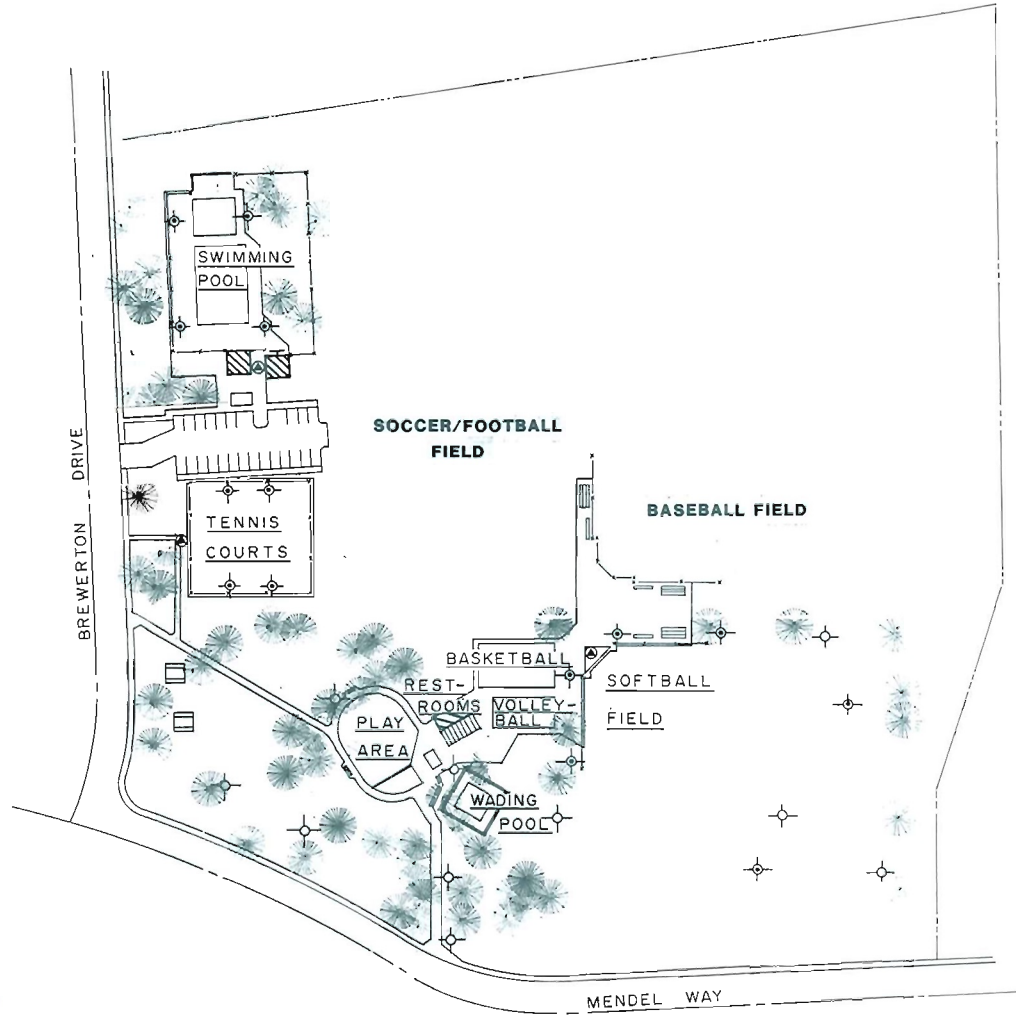 SWIMMING
POOL
SOCCER/FOOTBALL
FIELD
BREWERTON DRIVE
TENNIS
COURTS
BASEBALL FIELD
BASKETBALL
REST-
ROOMS
VOLLEY-
BALL
SOFTBALL
FIELD
PLAY
AREA
WADING
POOL
MENDEL WAY